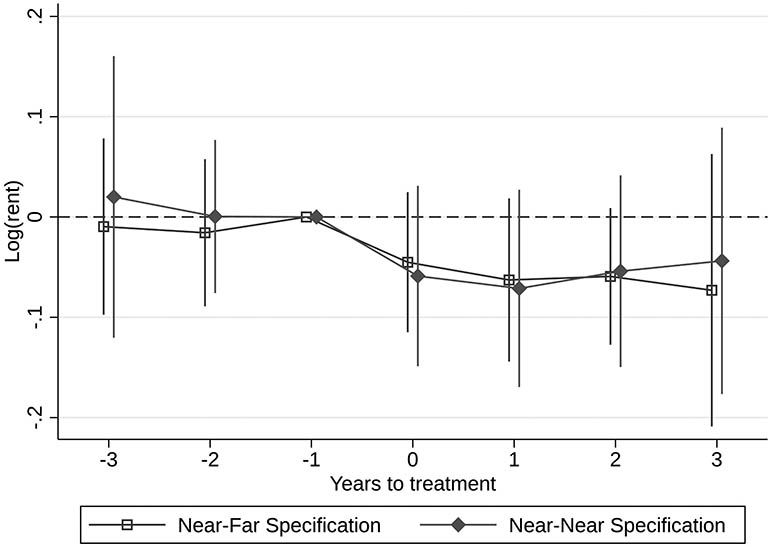 .2
.1
0
-.1
-.2
Log(rent)
-3 -2 -1 0 1 2 3
Years to treatment
Near-Far Specification Near-Near Specification